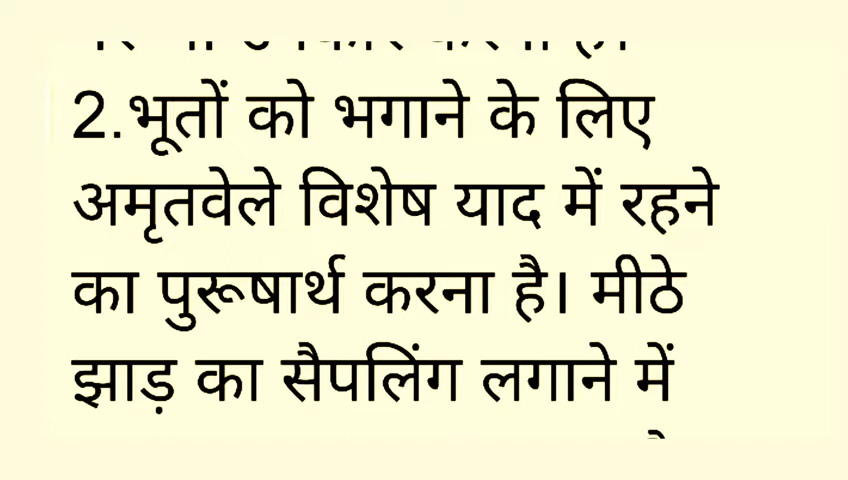 2.भूतों को भगाने के लिए
अमृतवेले विशेष याद में रहने
का पुरूषार्थ करना है। मीठे
झाड़ का सैपलिंग लगाने में